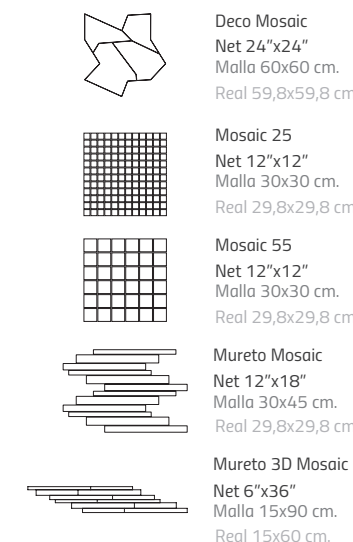 Deco Mosaic
Net 24"x24"
Malla 60x60 cm.
Real 59,8x59,8 cm
Mosaic 25
Net 12"x12"
Malla 30x30 cm.
Real 29,8x29,8 cm
Mosaic 55
Net 12"x12"
Malla 30x30 cm.
Real 29,8x29,8 cm
Mureto Mosaic
Net 12"x18"
Malla 30x45 cm.
Real 29,8x29,8 cm
Mureto 3D Mosaic
Net 6"x36"
Malla 15x90 cm.
Real 15x60 cm.